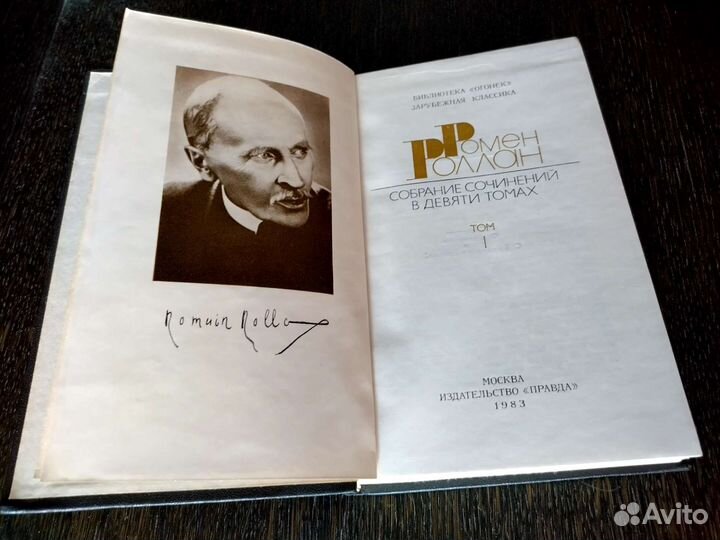 Romain Rolland
БИБЛИОТЕКА «ОГОНЕК»
ЗАРУБЕЖНАЯ КЛАССИКА
Ромен
Роллан
СОБРАНИЕ СОЧИНЕНИЙ
В ДЕВЯТИ ТОМАХ
ТОМ
I
МОСКВА
ИЗДАТЕЛЬСТВО «ПРАВДА»
1983
Avito